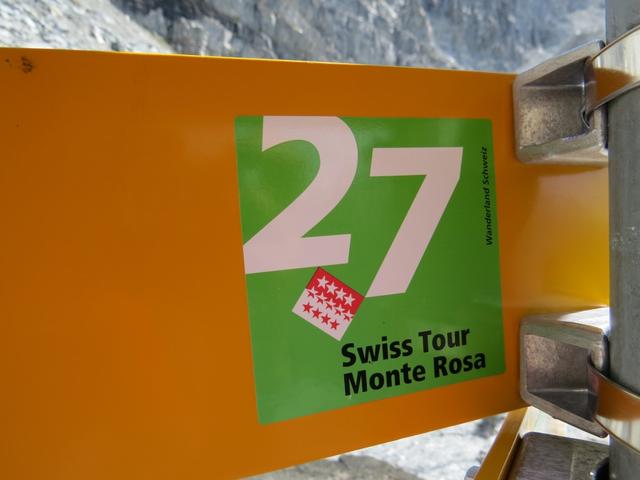 27
Wanderland Schweiz
Swiss Tour
Monte Rosa